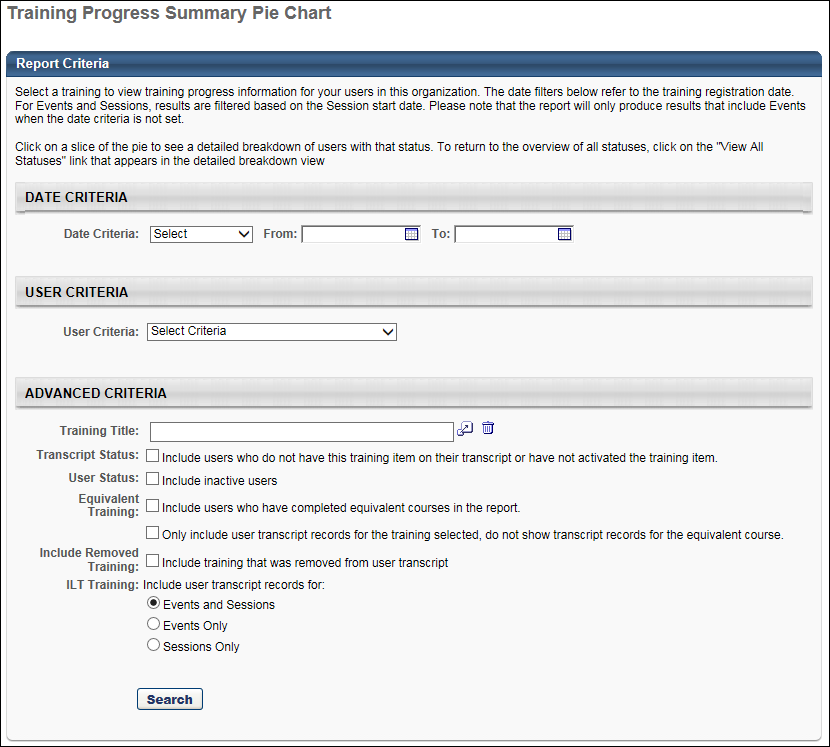 Training Progress Summary Pie Chart
Report Criteria
Select a training to view training progress information for your users in this organization. The date filters below refer to the training registration date.
For Events and Sessions, results are filtered based on the Session start date. Please note that the report will only produce results that include Events
when the date criteria is not set.
Click on a slice of the pie to see a detailed breakdown of users with that status. To return to the overview of all statuses, click on the "View All
Statuses" link that appears in the detailed breakdown view
DATE CRITERIA
Date Criteria: Select From: To:
USER CRITERIA
User Criteria: Select Criteria
ADVANCED CRITERIA
Training Title:
Transcript Status: Include users who do not have this training item on their transcript or have not activated the training item.
User Status: Include inactive users
Equivalent
Training: Include users who have completed equivalent courses in the report.
Only include user transcript records for the training selected, do not show transcript records for the equivalent course.
Include Removed
Training: Include training that was removed from user transcript
ILT Training: Include user transcript records for:
Events and Sessions
Events Only
Sessions Only
Search